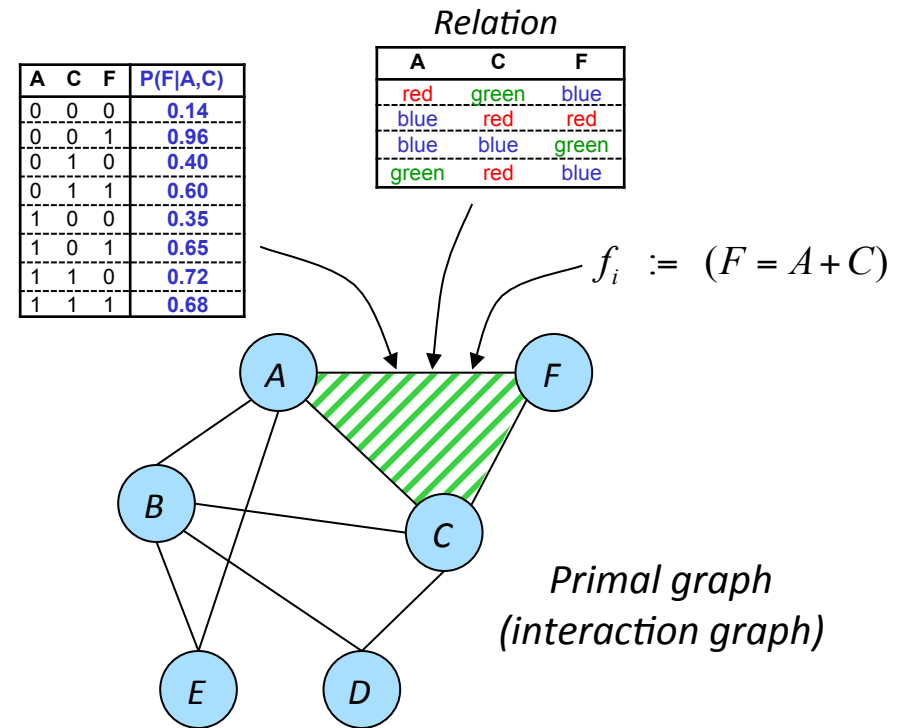 Relation
A C F
red green blue
blue red red
blue blue green
green red blue
A C F P(F|A,C)
0 0 0 0.14
0 0 1 0.96
0 1 0 0.40
0 1 1 0.60
1 0 0 0.35
1 0 1 0.65
1 1 0 0.72
1 1 1 0.68
fᵢ := (F = A + C)
A
F
B
C
Primal graph
(interaction graph)
E
D